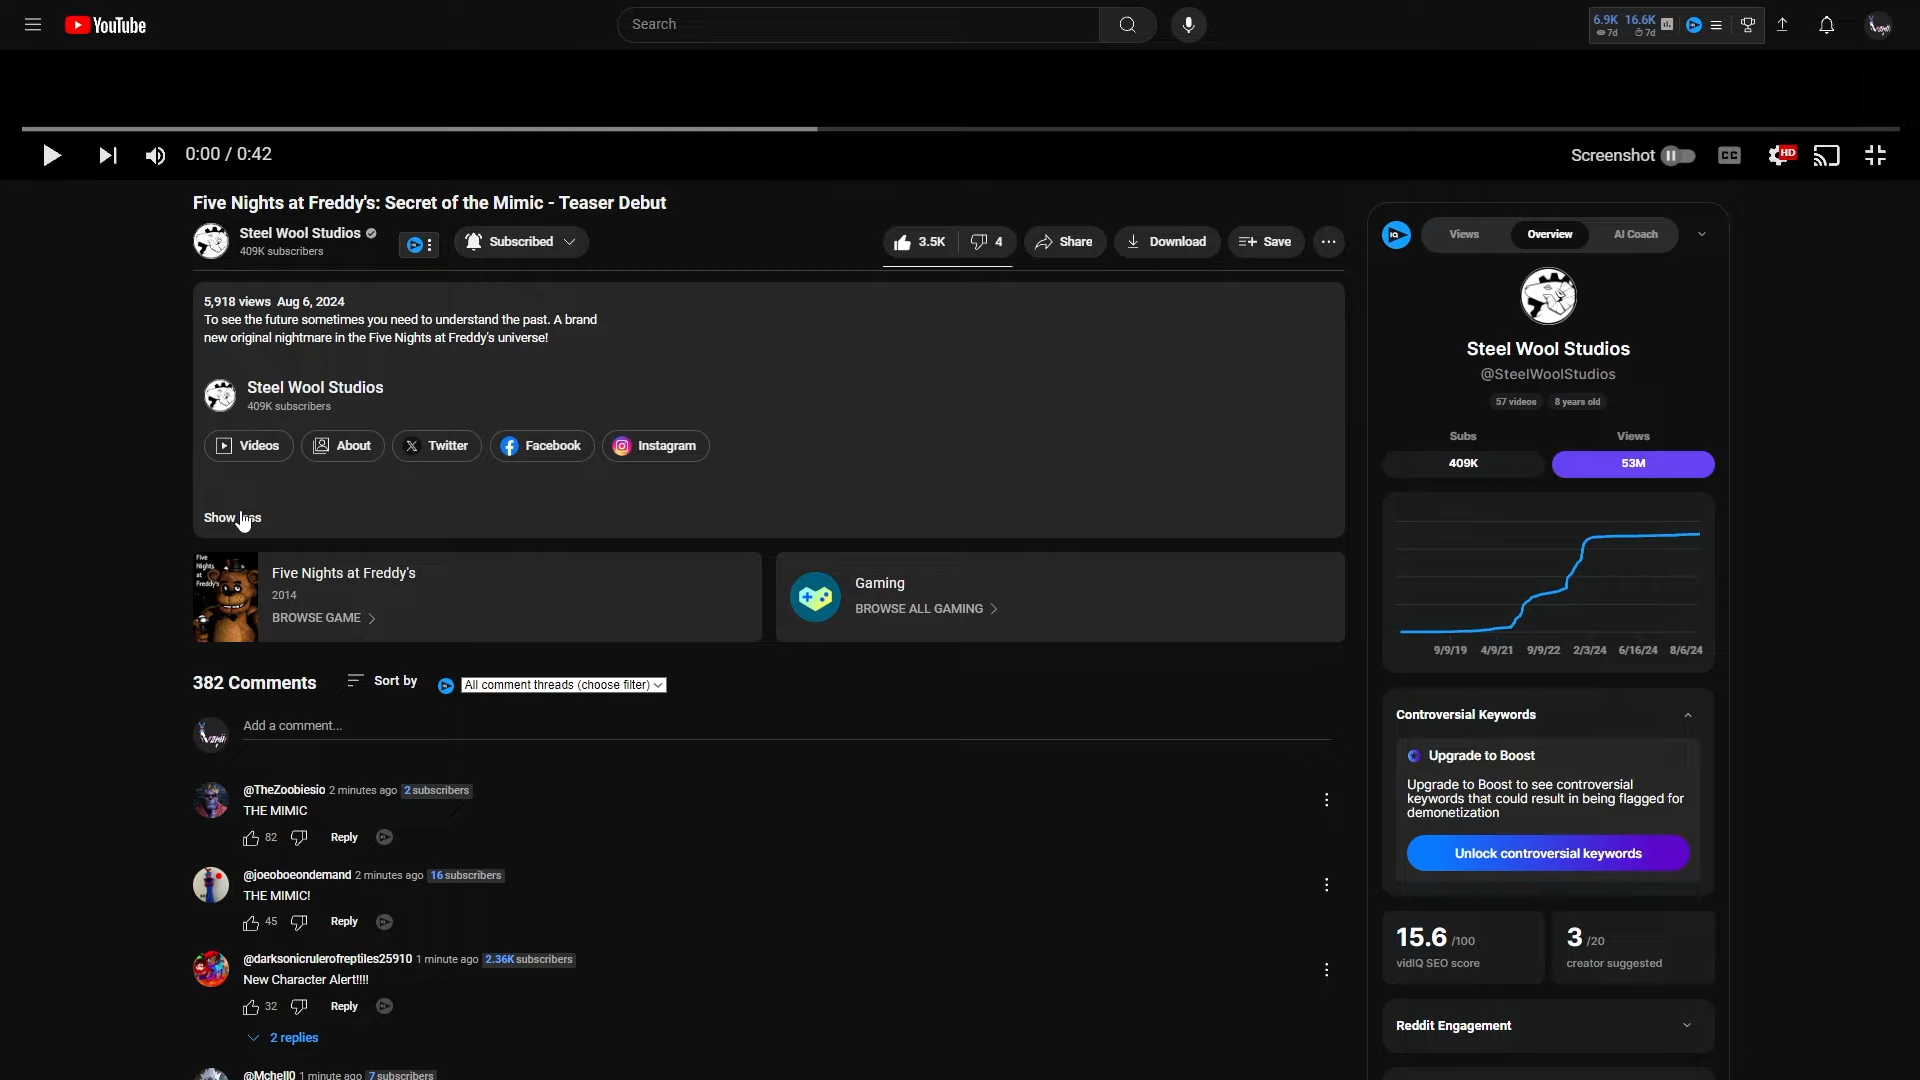 YouTube
Search
6.9K 16.6K
7d 7d
0:00 / 0:42
Screenshot
CC
HD
Five Nights at Freddy's: Secret of the Mimic - Teaser Debut
Steel Wool Studios
409K subscribers
Subscribed
3.5K
4
Share
Download
Save
5,918 views Aug 6, 2024
To see the future sometimes you need to understand the past. A brand
new original nightmare in the Five Nights at Freddy's universe!
Steel Wool Studios
409K subscribers
Videos
About
Twitter
Facebook
Instagram
Show
Five
Nights
at
Freddy's
Five Nights at Freddy's
2014
BROWSE GAME
Gaming
BROWSE ALL GAMING
382 Comments
Sort by
All comment threads (choose filter)
Add a comment...
@TheZoobiesio 2 minutes ago 2 subscribers
THE MIMIC
82
Reply
@joeoboeondemand 2 minutes ago 16 subscribers
THE MIMIC!
45
Reply
@darksonicrulerofreptiles25910 1 minute ago 2.36K subscribers
New Character Alert!!!!
32
Reply
2 replies
@Mchell0 1 minute ago 7 subscribers
IQ
Views
Overview
AI Coach
Steel Wool Studios
@SteelWoolStudios
57 videos
8 years old
Subs
Views
409K
53M
9/9/19 4/9/21 9/9/22 2/3/24 6/16/24 8/6/24
Controversial Keywords
Upgrade to Boost
Upgrade to Boost to see controversial
keywords that could result in being flagged for
demonetization
Unlock controversial keywords
15.6 /100
vidIQ SEO score
3 /20
creator suggested
Reddit Engagement